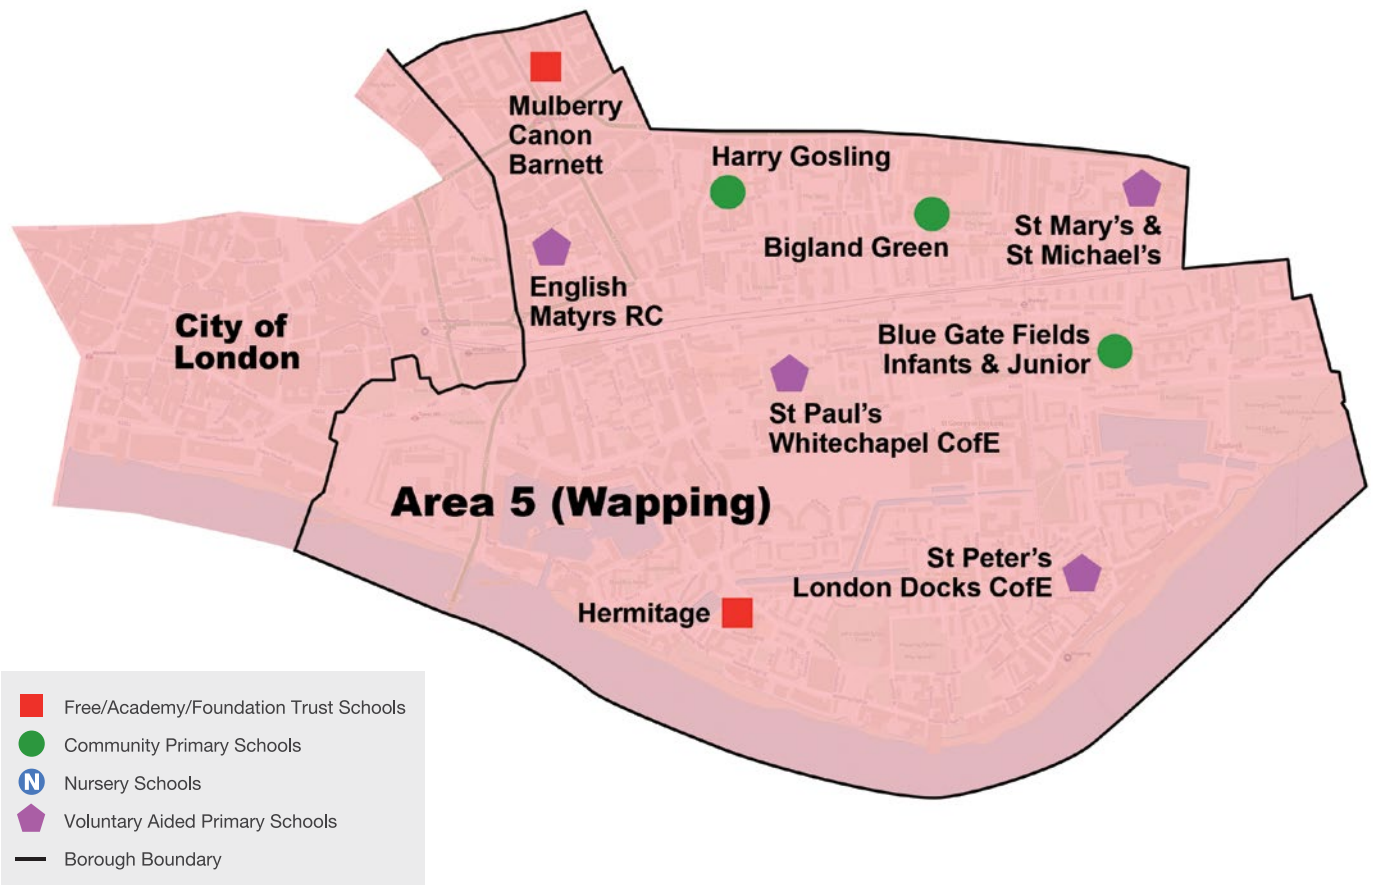 Mulberry
Canon
Barnett
Harry Gosling
Bigland Green
St Mary's &
St Michael's
English
Matyrs RC
City of
London
Blue Gate Fields
Infants & Junior
St Paul's
Whitechapel CofE
Area 5 (Wapping)
St Peter's
London Docks CofE
Hermitage
Free/Academy/Foundation Trust Schools
Community Primary Schools
N
Nursery Schools
Voluntary Aided Primary Schools
Borough Boundary